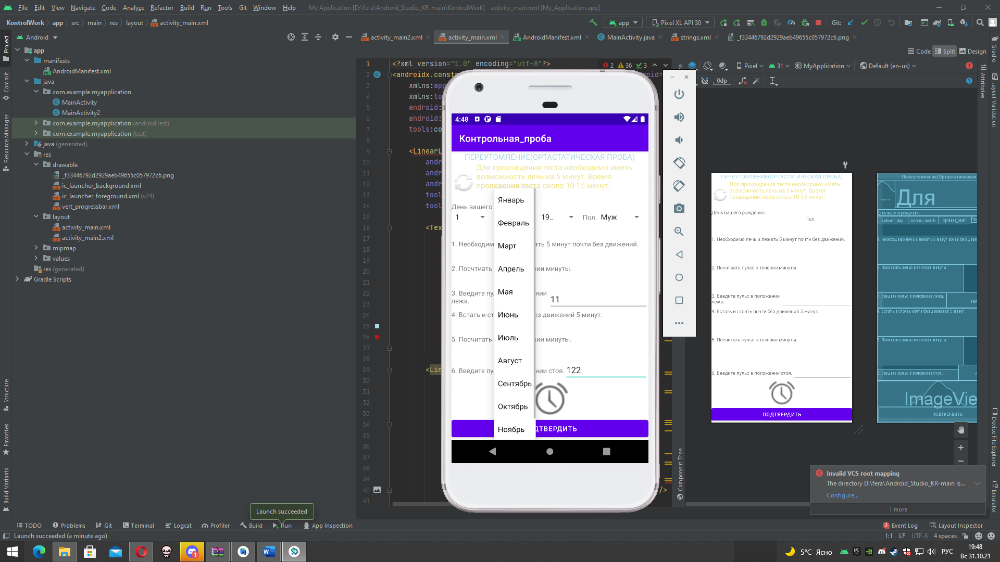 File Edit View Navigate Code Analyze Refactor Build Run Tools Git Window Help My Application [D:\fera\Android_Studio_KR-main\KontrolWork] - activity_main.xml [My_Application.app]
KontrolWork app src main res layout activity_main.xml app Pixel XL API 30 Git:
Android
activity_main2.xml activity_main.xml AndroidManifest.xml MainActivity.java strings.xml _f33446792d2929aeb49655c057972c6.png
Code Split Design
Project
Commit
Resource Manager
Structure
Favorites
Build Variants
app
manifests
AndroidManifest.xml
java
com.example.myapplication
MainActivity
MainActivity2
com.example.myapplication (androidTest)
com.example.myapplication (test)
java (generated)
res
drawable
_f33446792d2929aeb49655c057972c6.png
ic_launcher_background.xml
ic_launcher_foreground.xml (v24)
vert_progressbar.xml
layout
activity_main.xml
activity_main2.xml
mipmap
values
res (generated)
Gradle Scripts
1 <?xml version="1.0" encoding="utf-8"?>
2 36 3
2 <androidx.constr
3 xmlns:app
4 xmlns:to
5 android:
6 android:
7 tools:co
8
9 <LinearL
10 andr
11 andr
12 andr
13 tool
14 tool
15
16 <Tex
17
18
19
20
21
22
23
24
25
26
27
28
29 <Lin
30
31
32
33
34
35
36
37
38
39
40 />
41
4:48
Контрольная_проба
ПЕРЕУТОМЛЕНИЕ(ОРТАСТАТИЧЕСКАЯ ПРОБА)
Для прохождения теста необходимо иметь
возможность лечь на 5 минут. Время
проведения теста около 10-15 минут.
День вашего
1 19.. Пол. Муж
1. Необходим ать 5 минут почти без движений.
2. Посчтиать ии минуты.
3. Введите пу ении
лежа. 11
4. Встать и ст ез движений 5 минут.
5. Посчитать ии минуты.
6. Введите пу ении стоя. 122
ДТВЕРДИТЬ
Январь
Февраль
Март
Апрель
Мая
Июнь
Июль
Август
Сентябрь
Октябрь
Ноябрь
Pixel 31 MyApplication Default (en-us)
0dp
ПЕРЕУТОМЛЕНИЕ(ОРТАСТАТИЧЕСКАЯ ПРОБА)
Для прохождения теста необходимо иметь
возможность лечь на 5 минут. Время
проведения теста около 10-15 минут.
День вашего рождения:
Пол.
1. Необходимо лечь и лежать 5 минут почти без движений.
2. Посчтиать пульс в течении минуты.
3. Введите пульс в положении
лежа.
4. Встать и стоять почти без движений 5 минут.
5. Посчитать пульс в течении минуты.
6. Введите пульс в положении стоя.
ПОДТВЕРДИТЬ
Переутомление(Ортастатическая
Для
День вашего рождения:
spinner_day spinner_month spinner_year
1. Необходимо лечь и лежать 5 минут почти без движ
2. Посчтиать пульс в течении минуты.
3. Введите пульс в положении лежа. edi
4. Встать и стоять почти без движений 5 минут.
5. Посчитать пульс в течении минуты.
6. Введите пульс в положении стоя.
ImageVie
ПОДТВЕРДИТЬ
Component Tree
Gradle
Attributes
Layout Validation
Device File Explorer
Emulator
Invalid VCS root mapping
The directory D:\fera\Android_Studio_KR-main is...
Configure...
1 more
Launch succeeded
TODO Problems Git Terminal Logcat Profiler Build Run App Inspection 2 Event Log Layout Inspector
Launch succeeded (a minute ago) 1:1 LF UTF-8 4 spaces
5°C Ясно РУС 19:48
Вс 31.10.21